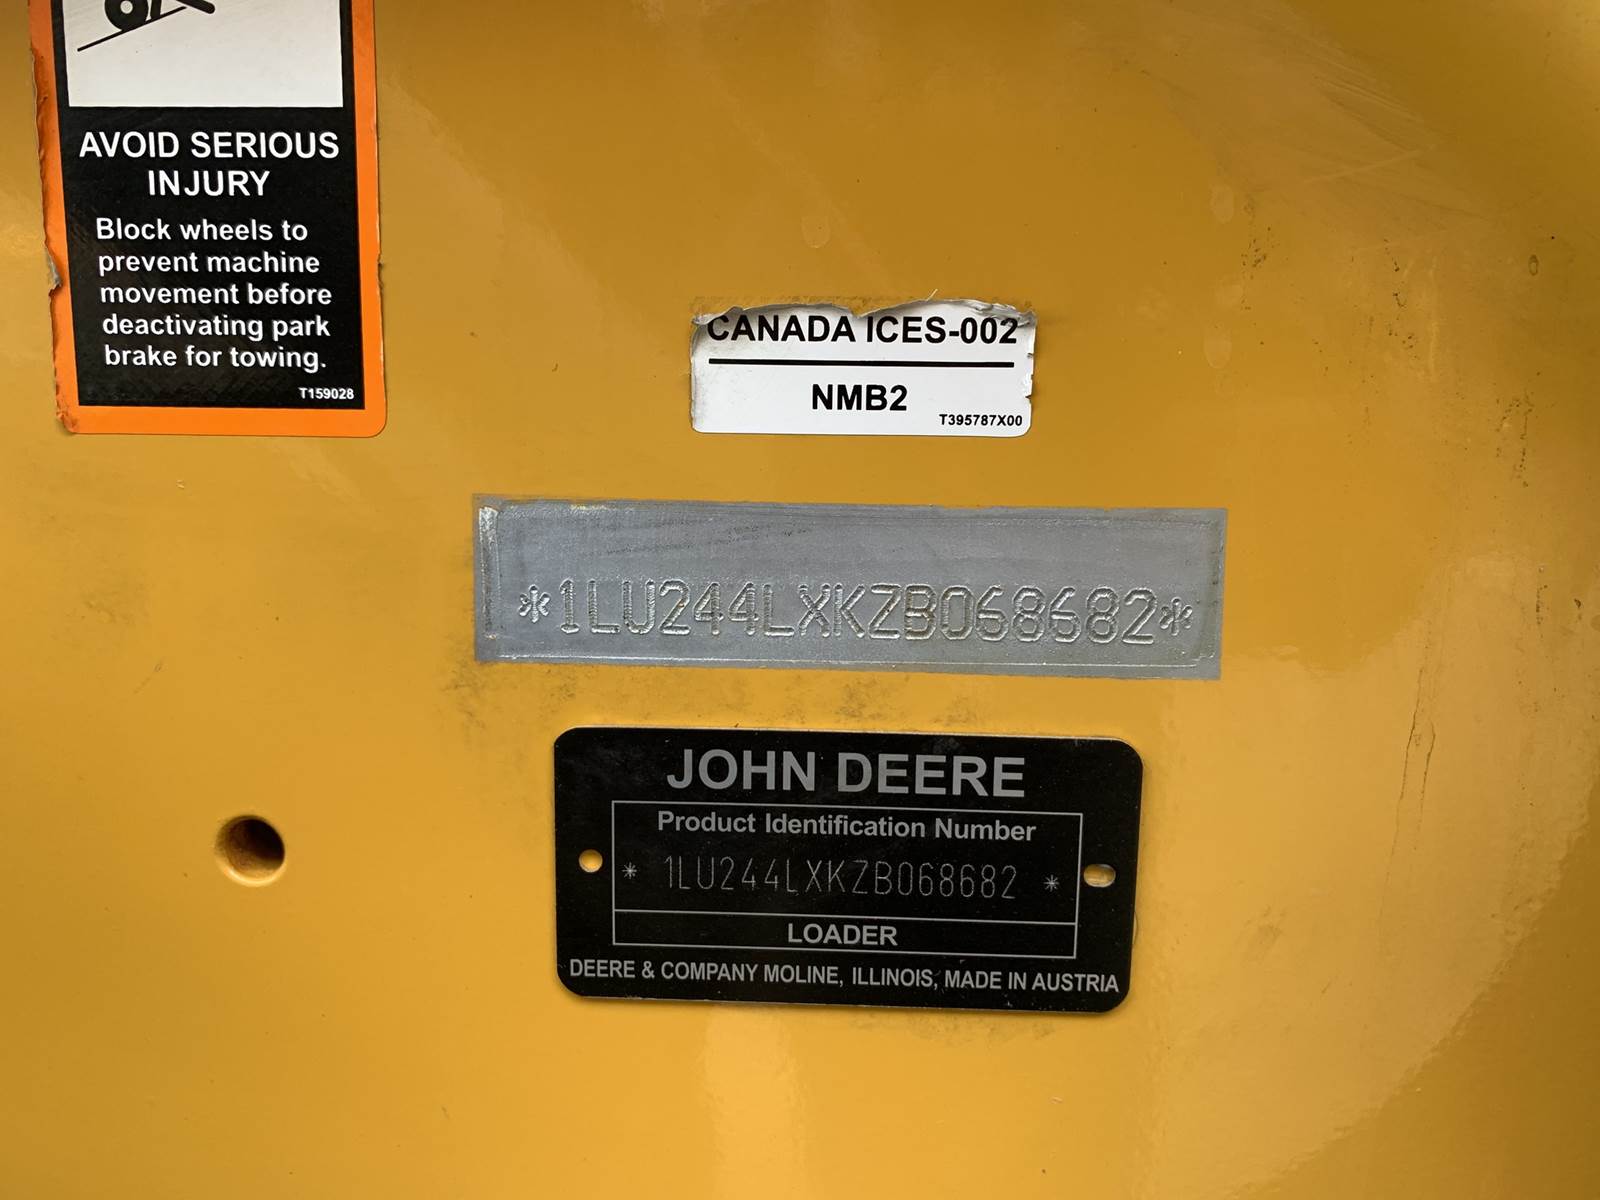 AVOID SERIOUS
INJURY
Block wheels to
prevent machine
movement before
deactivating park
brake for towing.
T159028
CANADA ICES-002
NMB2
T395787X00
*1LU244LXKZB068682*
JOHN DEERE
Product Identification Number
* 1LU244LXKZB068682 *
LOADER
DEERE & COMPANY MOLINE, ILLINOIS, MADE IN AUSTRIA